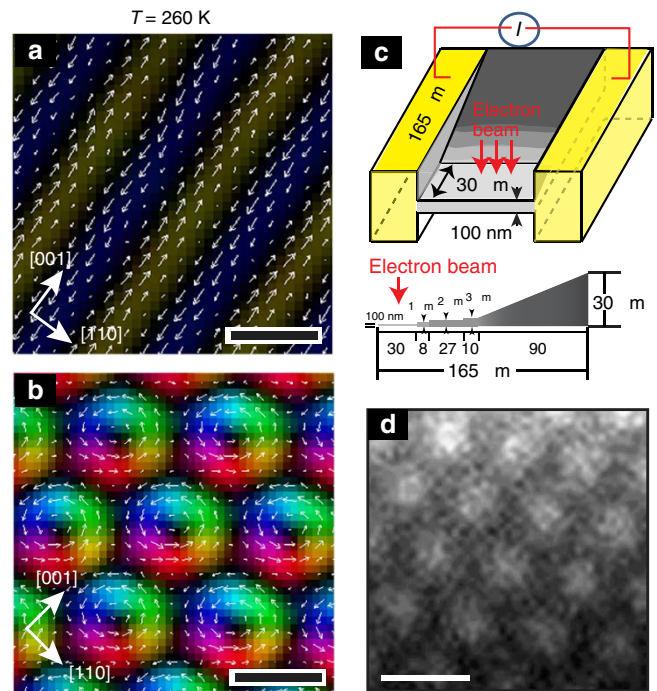 T = 260 K
a
[001]
[110]
b
[001]
[110]
c
I
165 m
Electron
beam
30 m
100 nm
Electron beam
100 nm
1 m 2 m 3 m
30 m
30 8 27 10 90
165 m
d